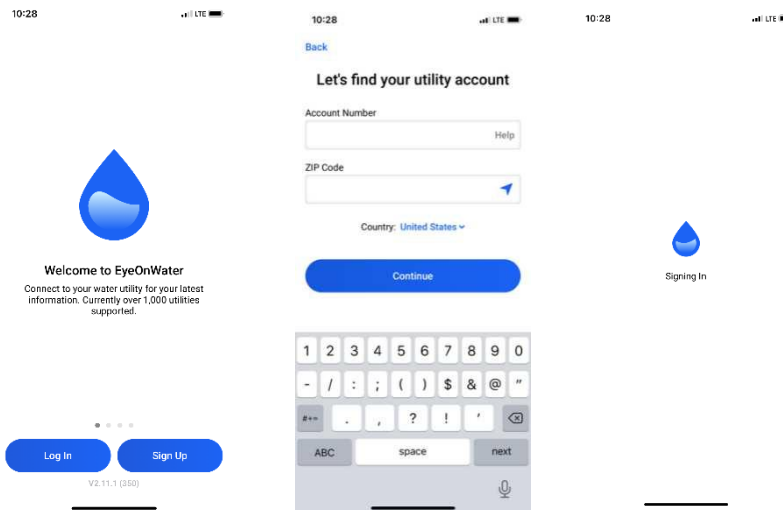 10:28
LTE
Welcome to EyeOnWater
Connect to your water utility for your latest
information. Currently over 1,000 utilities
supported.
Log In
Sign Up
V2.11.1 (350)
10:28
LTE
Back
Let's find your utility account
Account Number
Help
ZIP Code
Country: United States
Continue
1 2 3 4 5 6 7 8 9 0
- / : ; ( ) $ & @ "
#+= . , ? ! '
ABC space next
10:28
LTE
Signing In